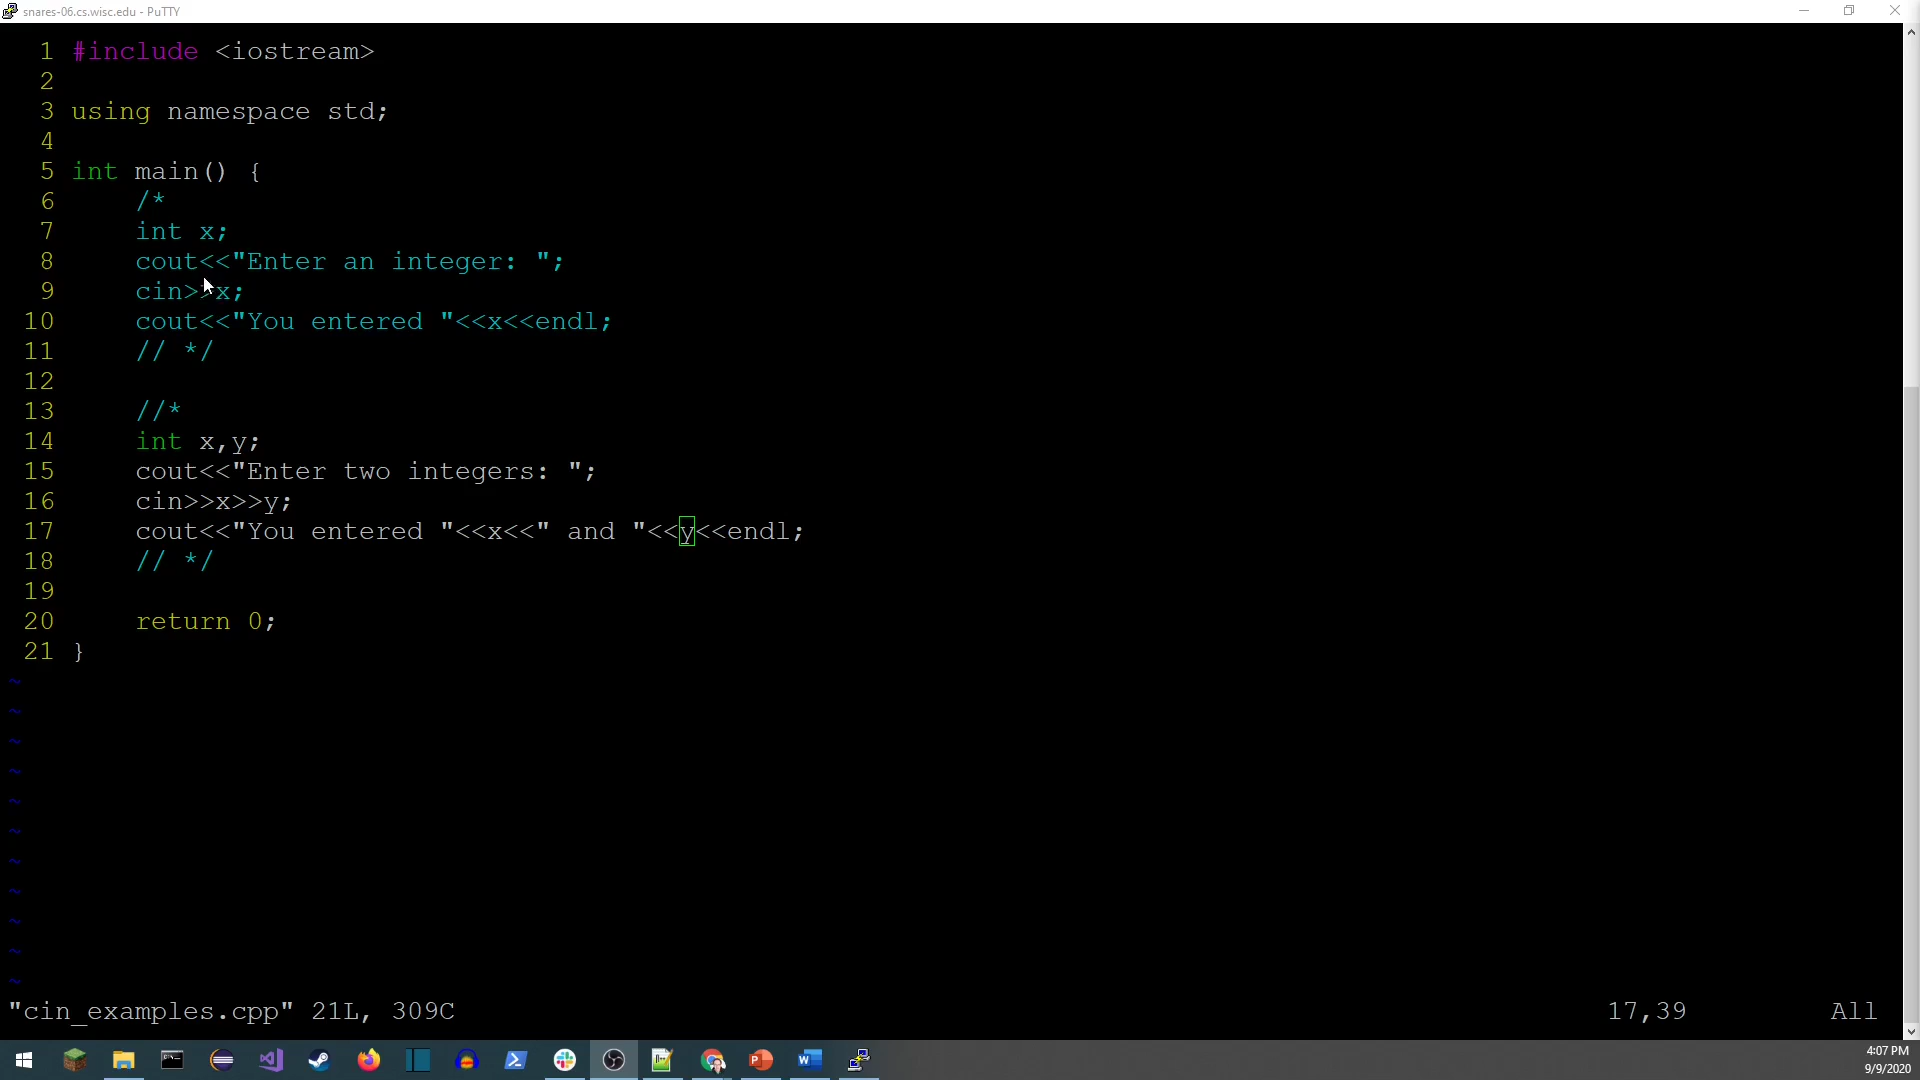 snares-06.cs.wisc.edu - PuTTY
1 #include <iostream>
2
3 using namespace std;
4
5 int main() {
6     /*
7     int x;
8     cout<<"Enter an integer: ";
9     cin>>x;
10     cout<<"You entered "<<x<<endl;
11     // */
12
13     //*
14     int x,y;
15     cout<<"Enter two integers: ";
16     cin>>x>>y;
17     cout<<"You entered "<<x<<" and "<<y<<endl;
18     // */
19
20     return 0;
21 }
~
~
~
~
~
~
~
~
~
~
~
"cin_examples.cpp" 21L, 309C 17,39 All
4:07 PM
9/9/2020